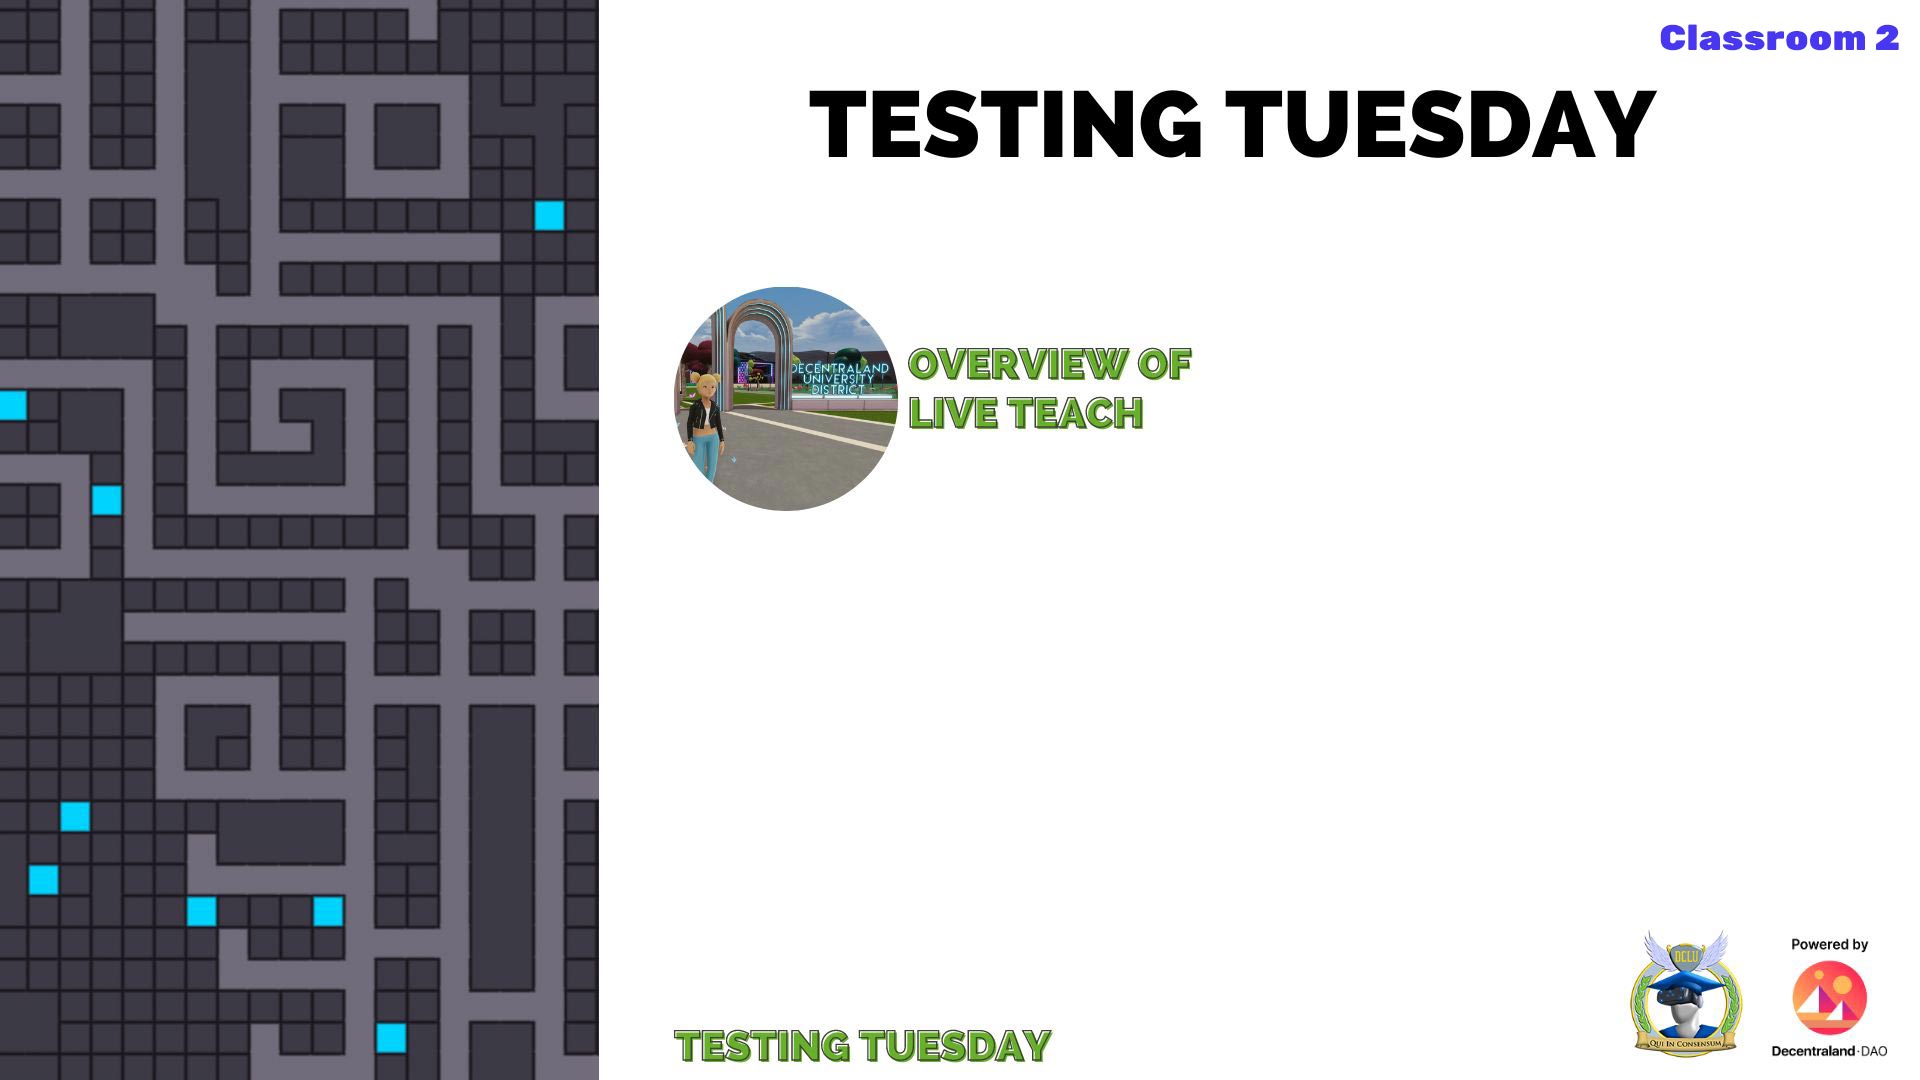 Classroom 2
TESTING TUESDAY
DECENTRALAND
UNIVERSITY
DISTRICT
OVERVIEW OF
LIVE TEACH
TESTING TUESDAY
DCLU
QUI IN CONSENSUM
Powered by
Decentraland·DAO